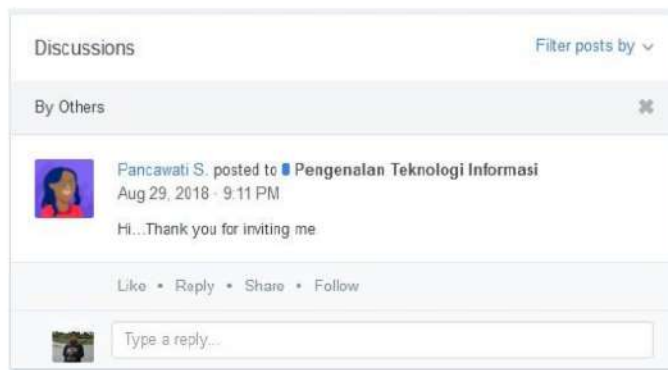 Discussions
Filter posts by
By Others
Pancawati S. posted to Pengenalan Teknologi Informasi
Aug 29, 2018 · 9:11 PM
Hi...Thank you for inviting me
Like • Reply • Share • Follow
Type a reply...